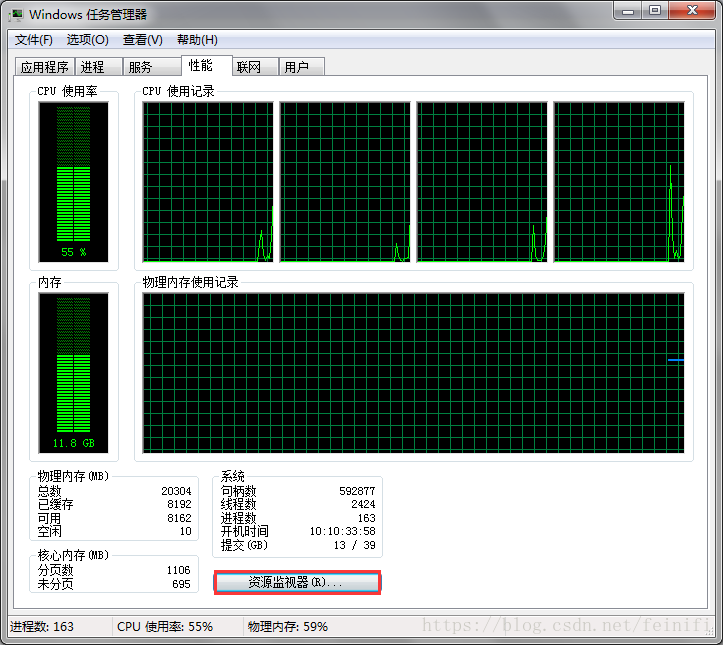 Windows 任务管理器
文件(F) 选项(O) 查看(V) 帮助(H)
应用程序 进程 服务 性能 联网 用户
CPU 使用率
CPU 使用记录
55 %
内存
物理内存使用记录
11.8 GB
物理内存(MB)
总数 20304
已缓存 8192
可用 8162
空闲 10
系统
句柄数 592877
线程数 2424
进程数 163
开机时间 10:10:33:58
提交(GB) 13 / 39
核心内存(MB)
分页数 1106
未分页 695
资源监视器(R)...
进程数: 163 CPU 使用率: 55% 物理内存: 59%
https://blog.csdn.net/feinifi